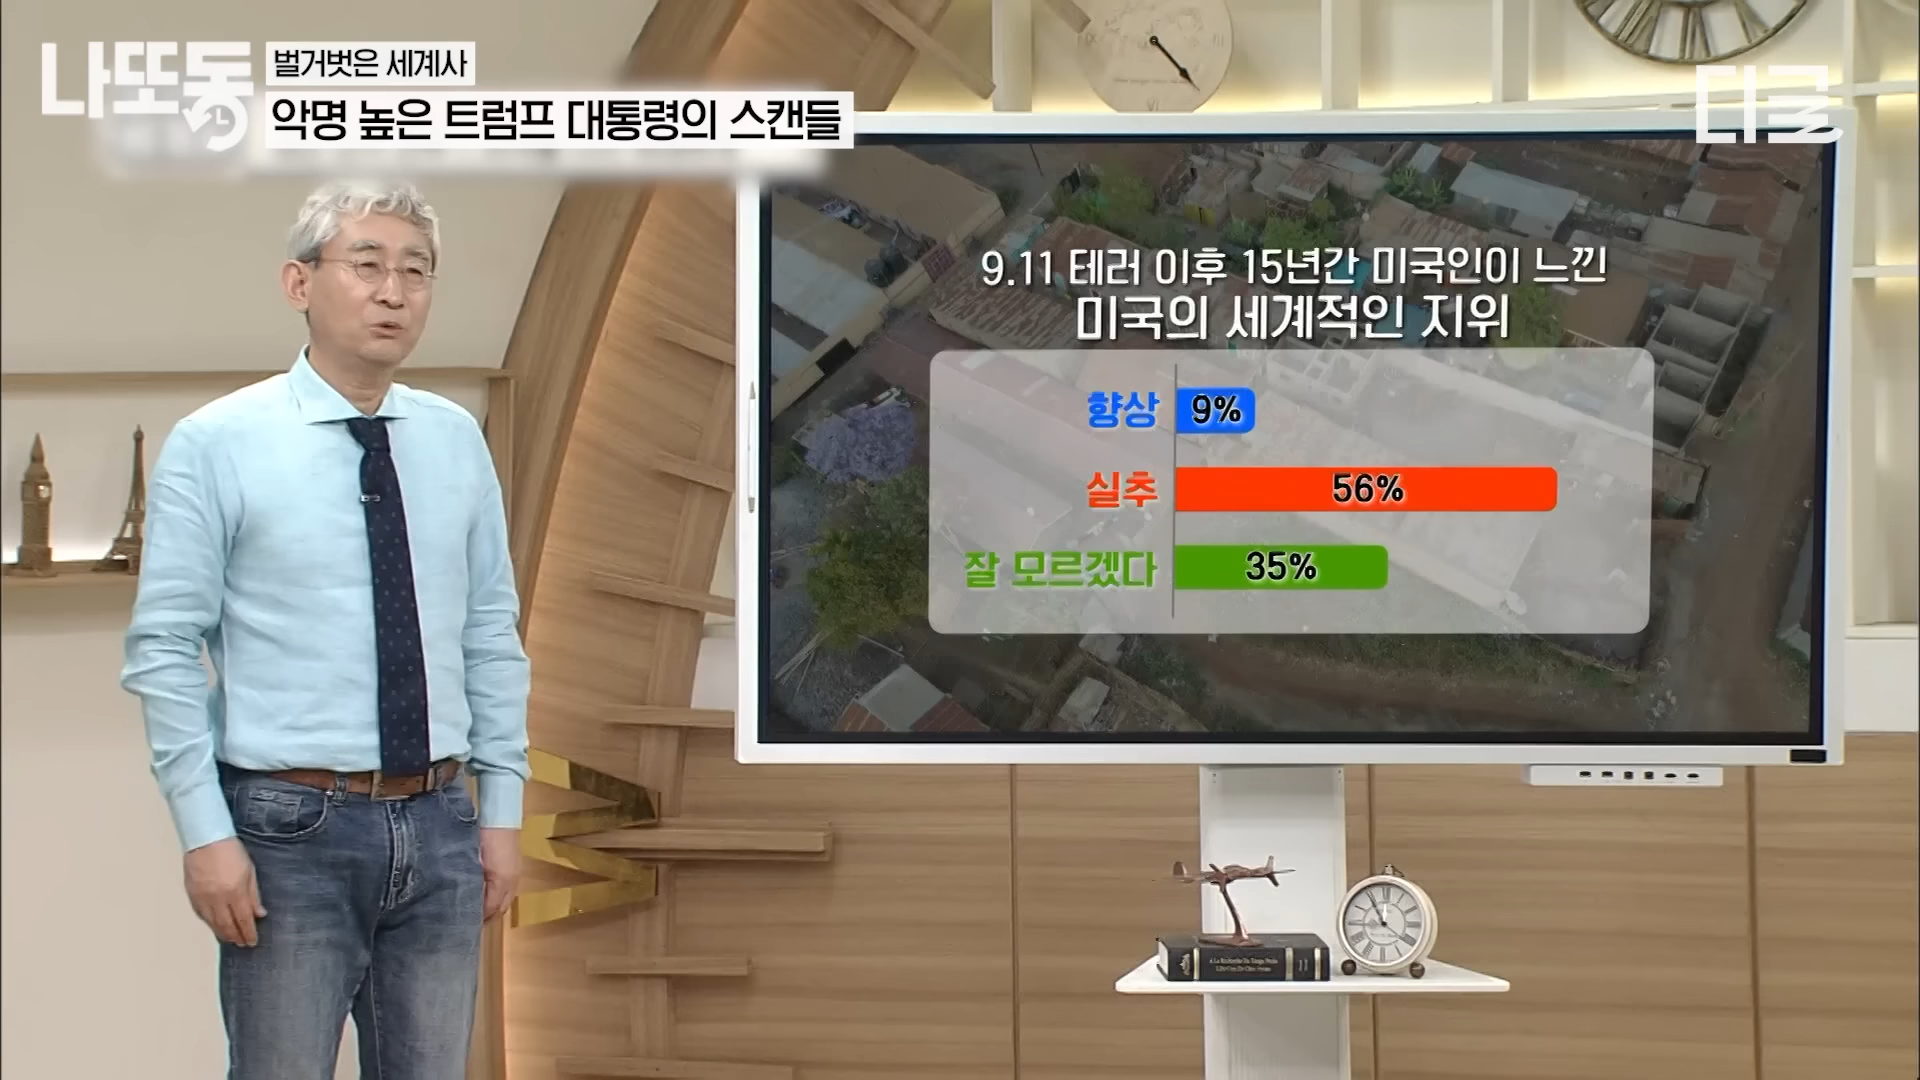 나또동
벌거벗은 세계사
악명 높은 트럼프 대통령의 스캔들
디글
9.11 테러 이후 15년간 미국인이 느낀
미국의 세계적인 지위
향상 9%
실추 56%
잘 모르겠다 35%